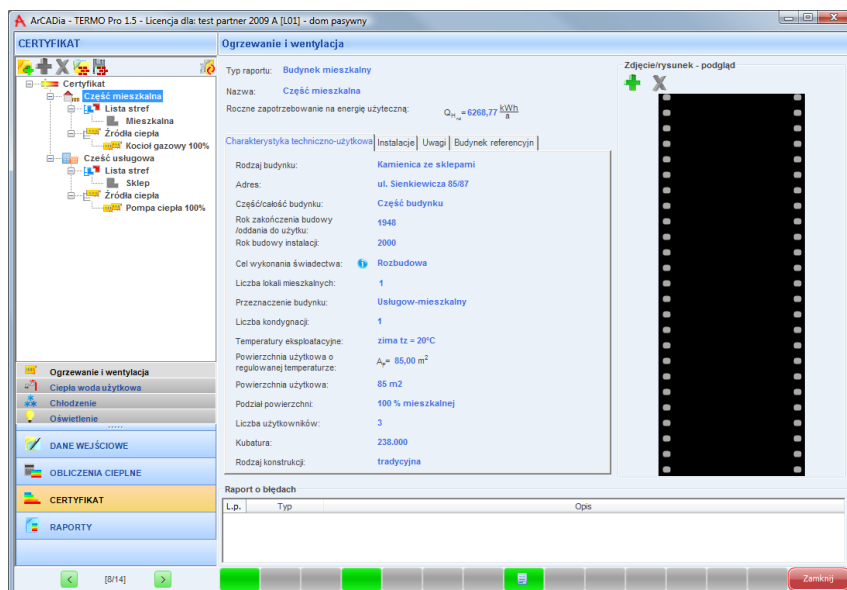 ArCADia - TERMO Pro 1.5 - Licencja dla: test partner 2009 A [L01] - dom pasywny
CERTYFIKAT
Certyfikat
Część mieszkalna
Lista stref
Mieszkalna
Źródła ciepła
Kocioł gazowy 100%
Cześć usługowa
Lista stref
Sklep
Źródła ciepła
Pompa ciepła 100%
Ogrzewanie i wentylacja
Ciepła woda użytkowa
Chłodzenie
Oświetlenie
DANE WEJŚCIOWE
OBLICZENIA CIEPLNE
CERTYFIKAT
RAPORTY
[8/14]
Ogrzewanie i wentylacja
Typ raportu: Budynek mieszkalny
Nazwa: Część mieszkalna
Roczne zapotrzebowanie na energię użyteczną: Q H,nd = 6268,77 kWh/a
Charakterystyka techniczno-użytkowa Instalacje Uwagi Budynek referencyjn
Rodzaj budynku: Kamienica ze sklepami
Adres: ul. Sienkiewicza 85/87
Część/całość budynku: Część budynku
Rok zakończenia budowy
/oddania do użytku: 1948
Rok budowy instalacji: 2000
Cel wykonania świadectwa: Rozbudowa
Liczba lokali mieszkalnych: 1
Przeznaczenie budynku: Usługow-mieszkalny
Liczba kondygnacji: 1
Temperatury eksploatacyjne: zima tz = 20°C
Powierzchnia użytkowa o
regulowanej temperaturze: Af= 85,00 m²
Powierzchnia użytkowa: 85 m2
Podział powierzchni: 100 % mieszkalnej
Liczba użytkowników: 3
Kubatura: 238.000
Rodzaj konstrukcji: tradycyjna
Zdjęcie/rysunek - podgląd
Raport o błędach
L.p. Typ Opis
Zamknij